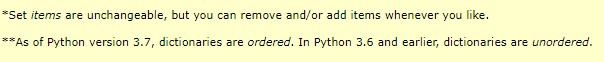 *Set items are unchangeable, but you can remove and/or add items whenever you like.
**As of Python version 3.7, dictionaries are ordered. In Python 3.6 and earlier, dictionaries are unordered.